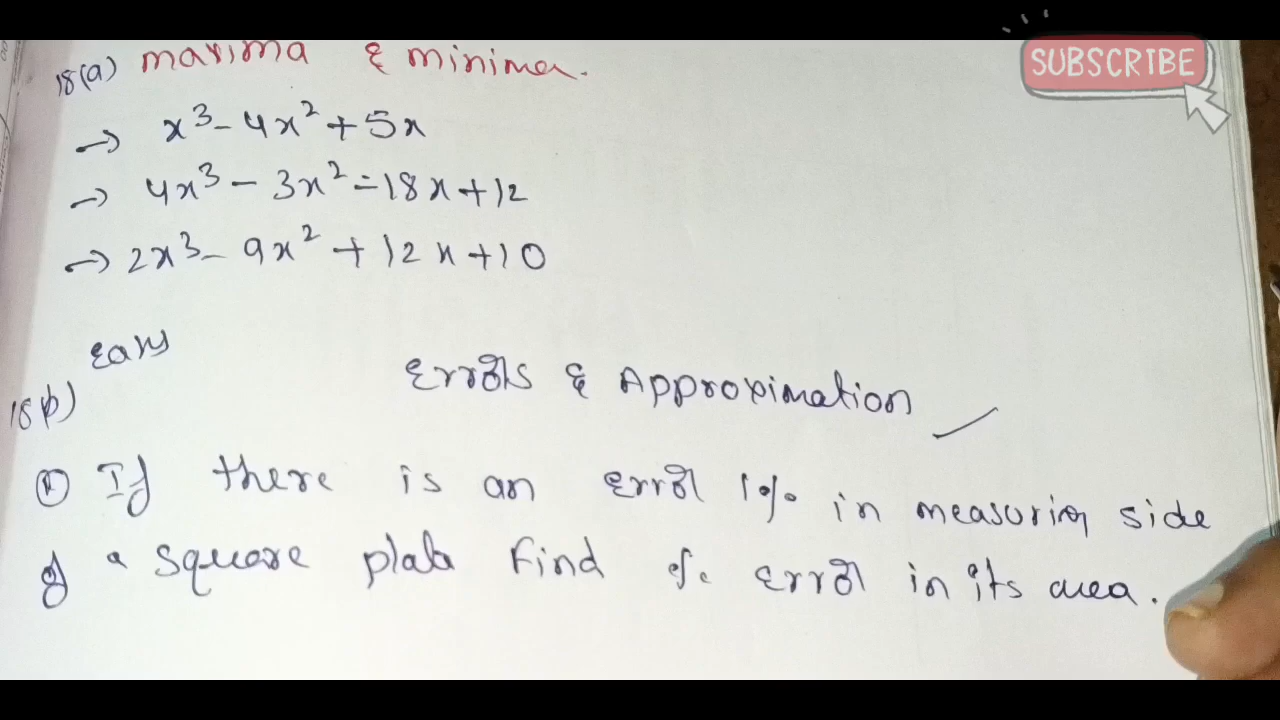 18(a) maxima & minima.
SUBSCRIBE
→ x³ - 4x² + 5x
→ 4x³ - 3x² = 18x + 12
→ 2x³ - 9x² + 12x + 10
Easy
18 b)
Errors & Approximation
① If there is an error 1% in measuring side
of a square plate Find % error in its area.